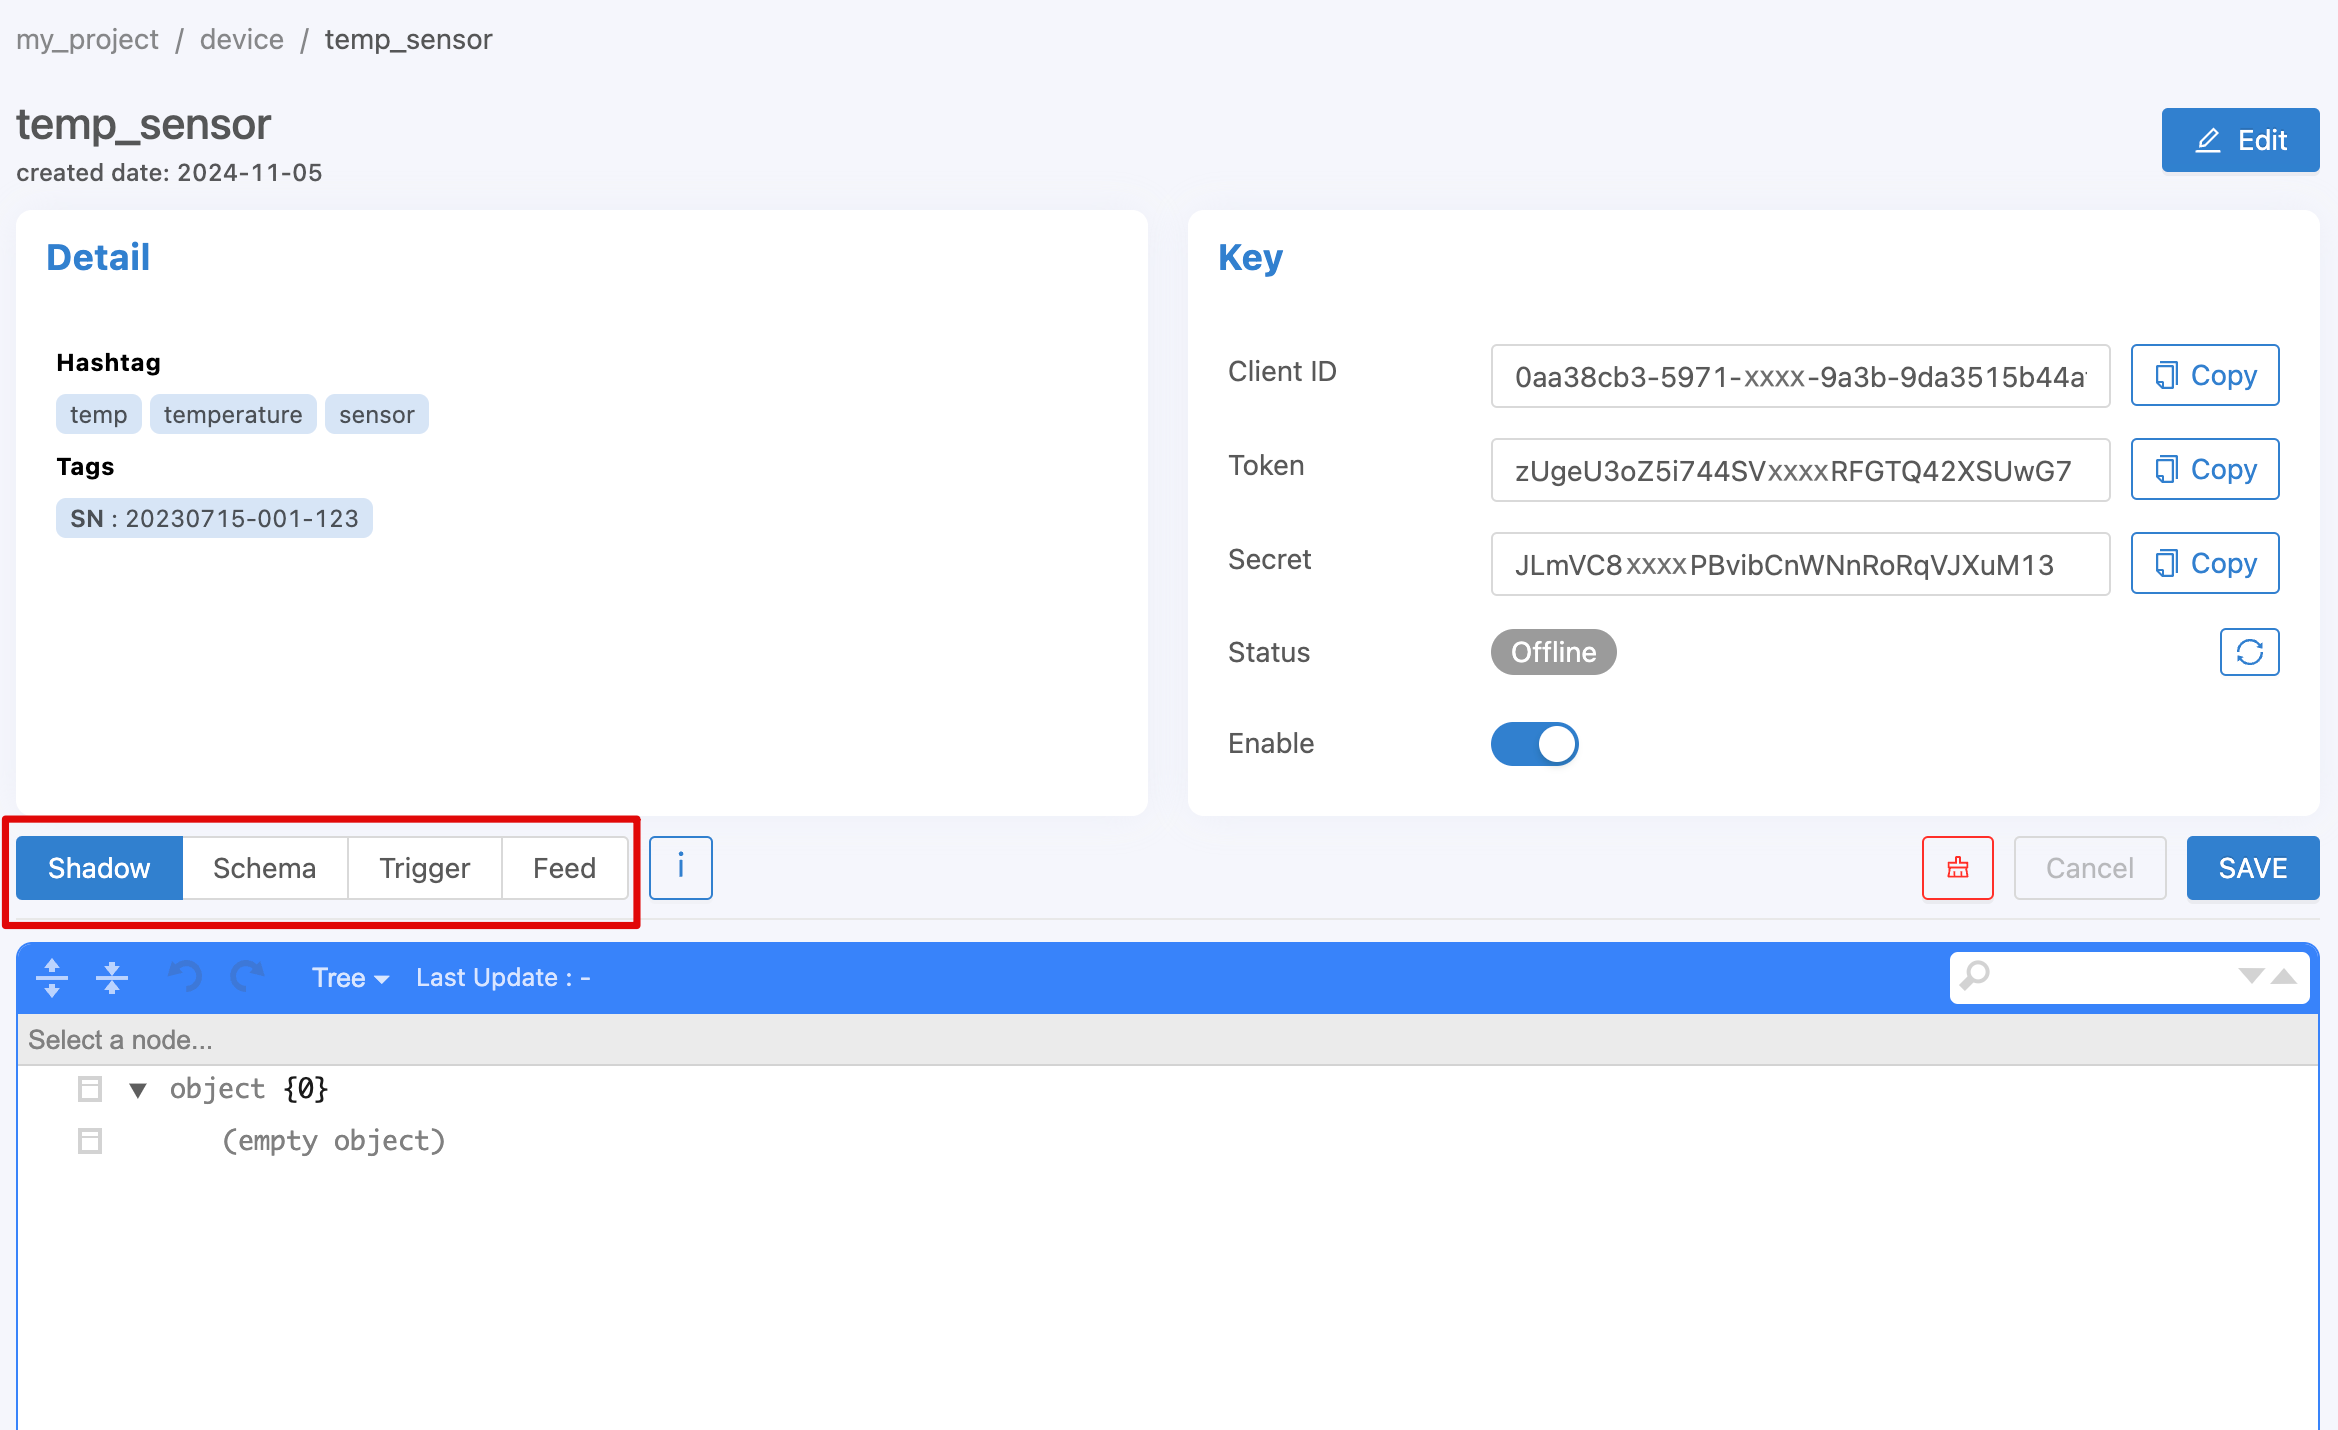 my_project / device / temp_sensor
temp_sensor
created date: 2024-11-05
Edit
Detail
Hashtag
temp temperature sensor
Tags
SN : 20230715-001-123
Key
Client ID 0aa38cb3-5971-xxxx-9a3b-9da3515b44a Copy
Token zUgeU3oZ5i744SVxxxxRFGTQ42XSUwG7 Copy
Secret JLmVC8xxxxPBvibCnWNnRoRqVJXuM13 Copy
Status Offline
Enable
Shadow Schema Trigger Feed i Cancel SAVE
Tree Last Update : -
Select a node...
object {0}
(empty object)